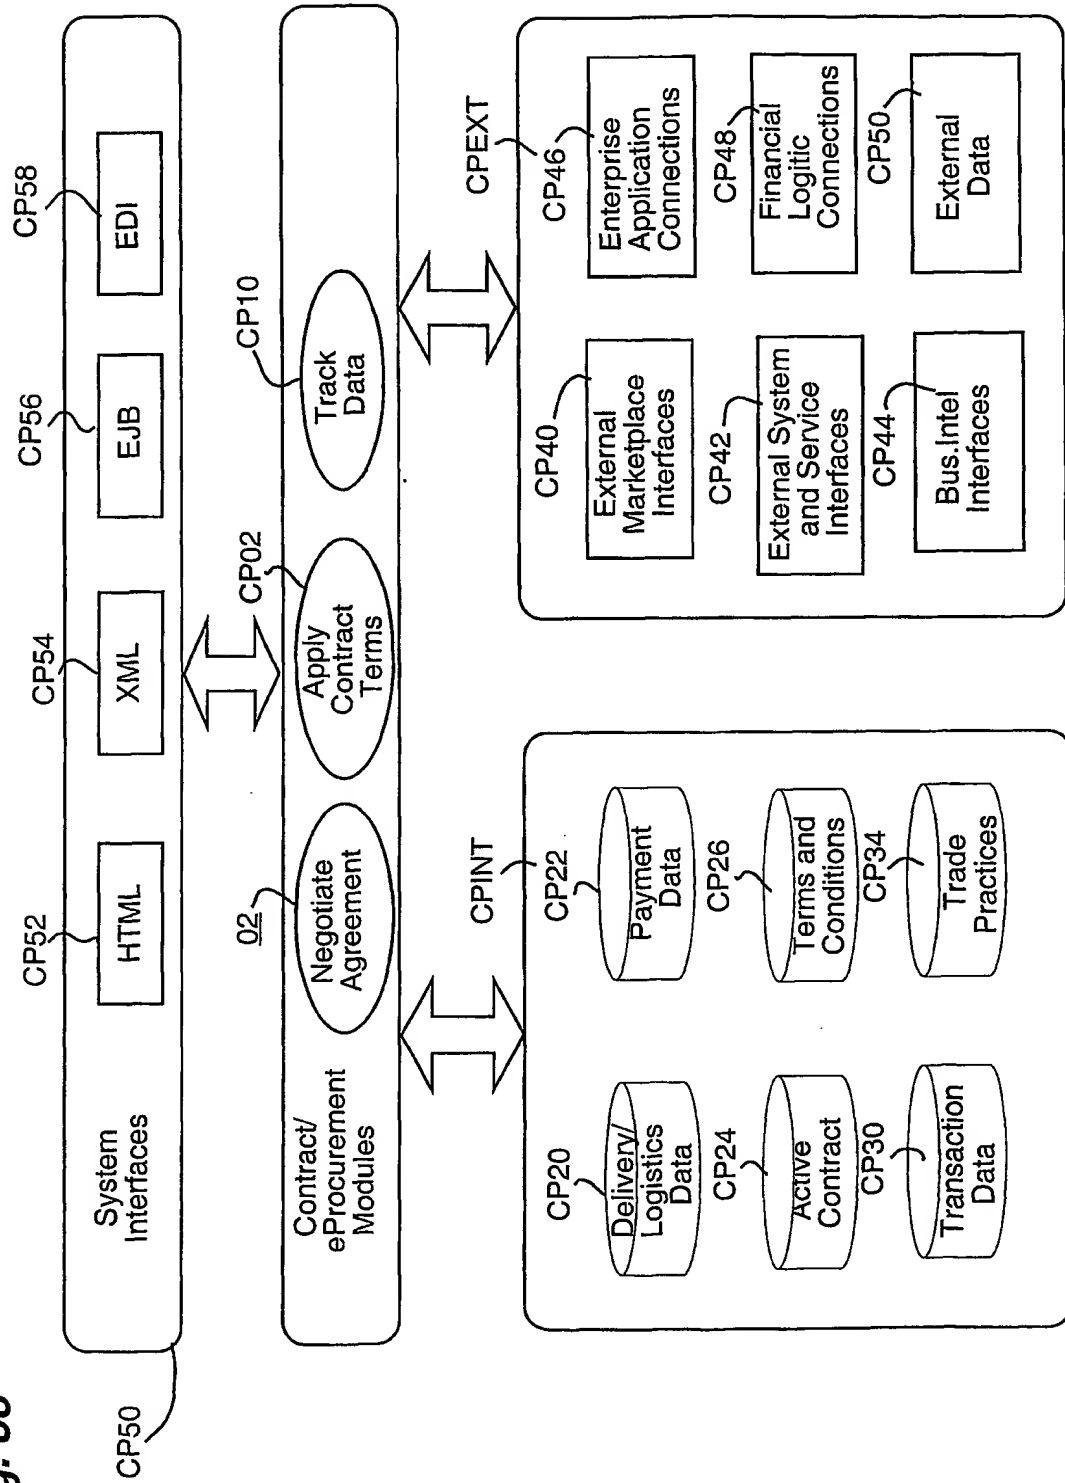 CP50
System
Interfaces
CP52
HTML
CP54
XML
CP56
EJB
CP58
EDI
Contract/
eProcurement
Modules
02
Negotiate
Agreement
CP02
Apply
Contract
Terms
CP10
Track
Data
CPINT
CP20
Delivery/
Logistics
Data
CP22
Payment
Data
CP24
Active
Contract
CP26
Terms and
Conditions
CP30
Transaction
Data
CP34
Trade
Practices
CPEXT
CP40
External
Marketplace
Interfaces
CP46
Enterprise
Application
Connections
CP42
External System
and Service
Interfaces
CP48
Financial
Logitic
Connections
CP44
Bus.Intel
Interfaces
CP50
External
Data